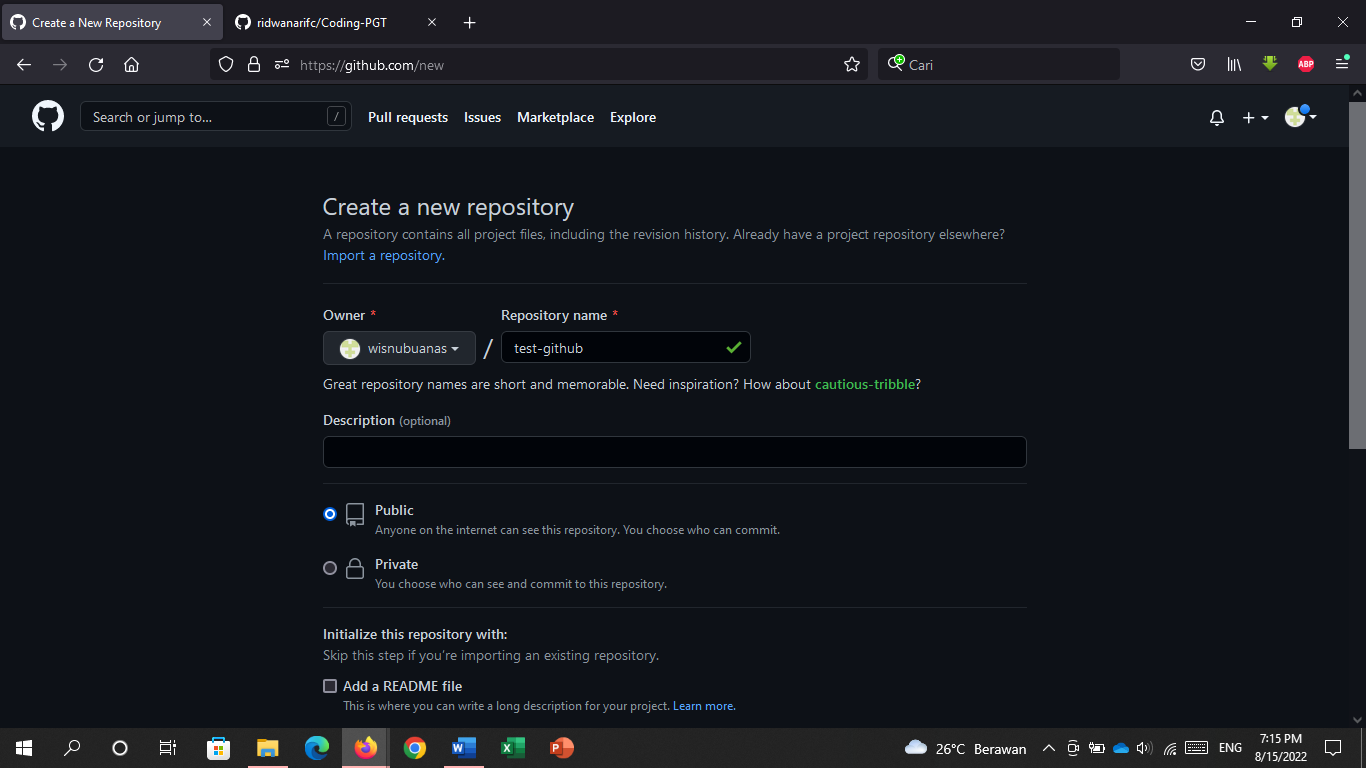 Create a New Repository
ridwanarifc/Coding-PGT
https://github.com/new
Cari
ABP
Search or jump to...
/
Pull requests
Issues
Marketplace
Explore
Create a new repository
A repository contains all project files, including the revision history. Already have a project repository elsewhere?
Import a repository.
Owner *
Repository name *
wisnubuanas
/
test-github
Great repository names are short and memorable. Need inspiration? How about cautious-tribble?
Description (optional)
Public
Anyone on the internet can see this repository. You choose who can commit.
Private
You choose who can see and commit to this repository.
Initialize this repository with:
Skip this step if you're importing an existing repository.
Add a README file
This is where you can write a long description for your project. Learn more.
26°C Berawan
ENG
7:15 PM
8/15/2022